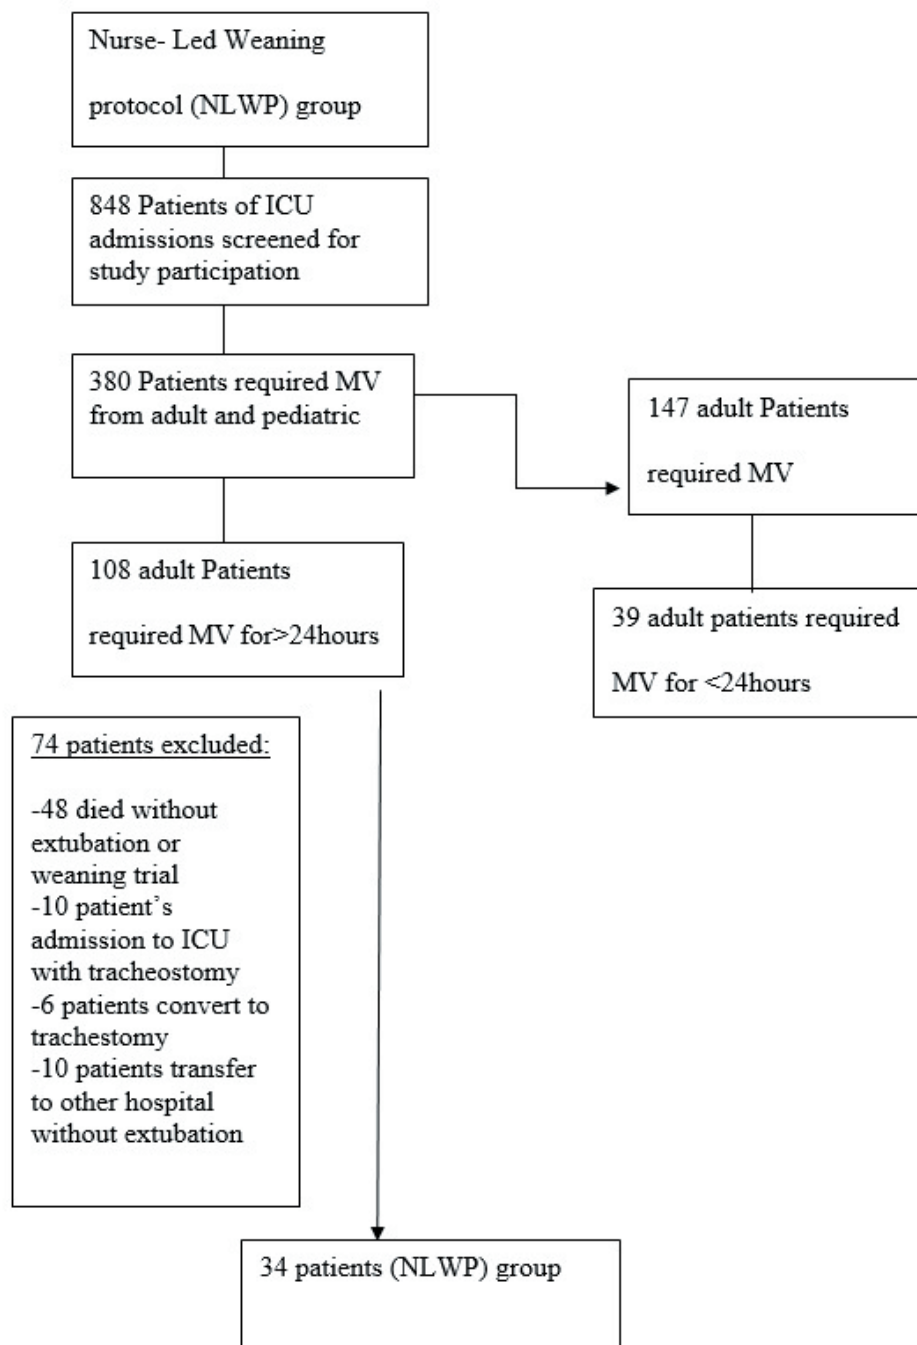 Nurse- Led Weaning
protocol (NLWP) group
848 Patients of ICU
admissions screened for
study participation
380 Patients required MV
from adult and pediatric
147 adult Patients
required MV
108 adult Patients
required MV for>24hours
39 adult patients required
MV for <24hours
74 patients excluded:
-48 died without
extubation or
weaning trial
-10 patient’s
admission to ICU
with tracheostomy
-6 patients convert to
trachestomy
-10 patients transfer
to other hospital
without extubation
34 patients (NLWP) group